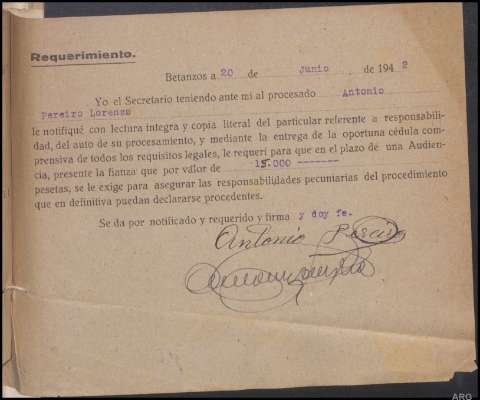 Requerimiento.
Betanzos a 20 de Junio de 1942
Yo el Secretario teniendo ante mi al procesado Antonio
Pereiro Lorenzo
le notifiqué con lectura integra y copia literal del particular referente a responsabili-
dad, del auto de su procesamiento, y mediante la entrega de la oportuna cédula com-
prensiva de todos los requisitos legales, le requerí para que en el plazo de una Audien-
cia, presente la fianza que por valor de 15.000 -------
pesetas, se le exige para asegurar las responsabilidades pecuniarias del procedimiento
que en definitiva puedan declararse procedentes.
Se da por notificado y requerido y firma y doy fe.
Antonio Pereiro
ARG